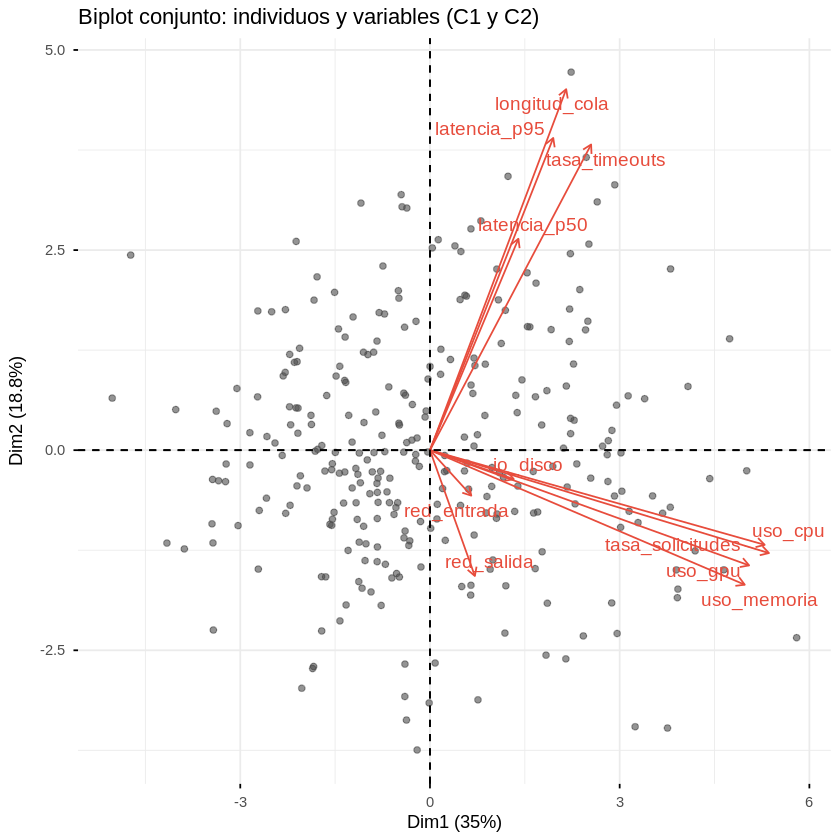 Biplot conjunto: individuos y variables (C1 y C2)
5.0
longitud_cola
latencia_p95
tasa_timeouts
latencia_p50
2.5
Dim2 (18.8%)
0.0
io_disco
red_entrada
uso_cpu
tasa_solicitudes
red_salida
uso_gpu
uso_memoria
-2.5
-3
0
3
6
Dim1 (35%)